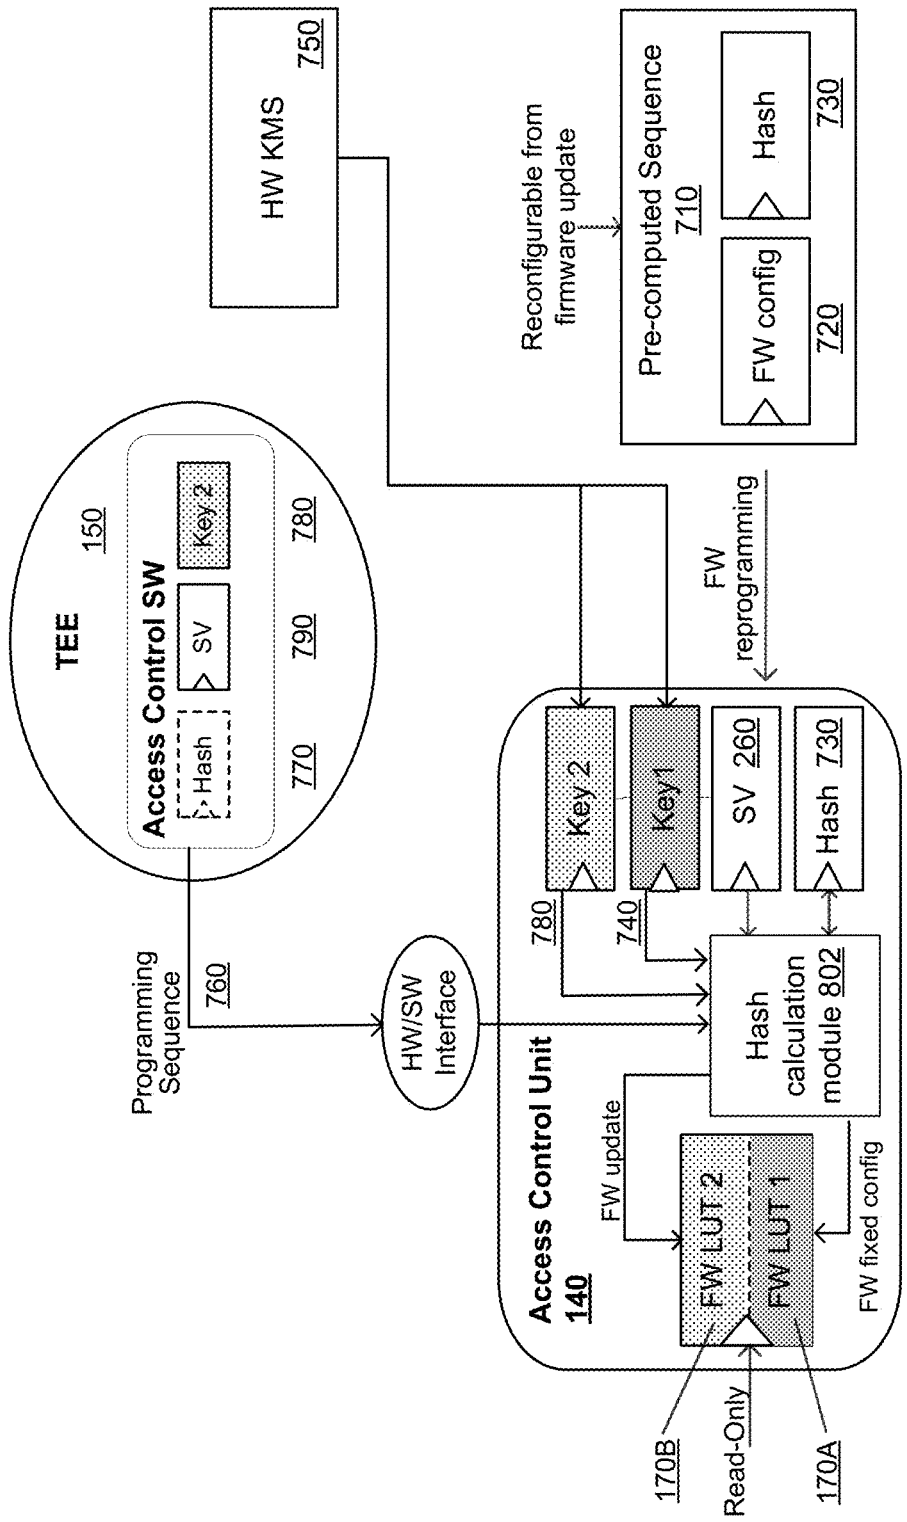 TEE
150
Access Control SW
Hash
SV
Key 2
770
790
780
HW KMS
750
Programming
Sequence
760
HW/SW
Interface
Reconfigurable from
firmware update
Pre-computed Sequence
710
FW config
Hash
720
730
FW
reprogramming
Access Control Unit
140
FW update
780
740
Key 2
Key1
SV 260
Hash 730
Hash
calculation
module 802
FW LUT 2
FW LUT 1
FW fixed config
170B
Read-Only
170A